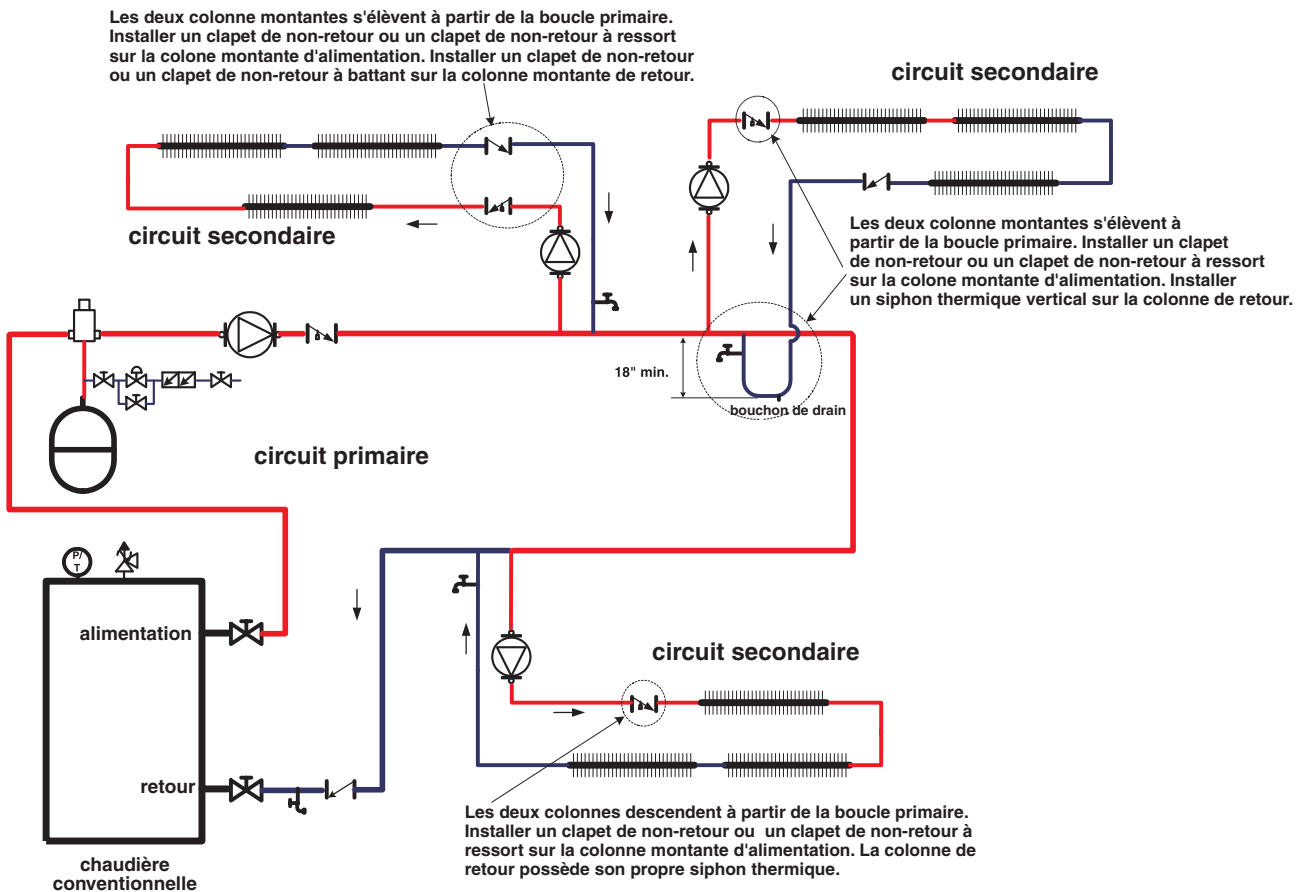 Les deux colonne montantes s'élèvent à partir de la boucle primaire.
Installer un clapet de non-retour ou un clapet de non-retour à ressort
sur la colone montante d'alimentation. Installer un clapet de non-retour
ou un clapet de non-retour à battant sur la colonne montante de retour.
circuit secondaire
circuit secondaire
Les deux colonne montantes s'élèvent à
partir de la boucle primaire. Installer un clapet
de non-retour ou un clapet de non-retour à ressort
sur la colone montante d'alimentation. Installer
un siphon thermique vertical sur la colonne de retour.
18" min.
bouchon de drain
circuit primaire
P/
T
alimentation
circuit secondaire
retour
Les deux colonnes descendent à partir de la boucle primaire.
Installer un clapet de non-retour ou un clapet de non-retour à
ressort sur la colonne montante d'alimentation. La colonne de
retour possède son propre siphon thermique.
chaudière
conventionnelle